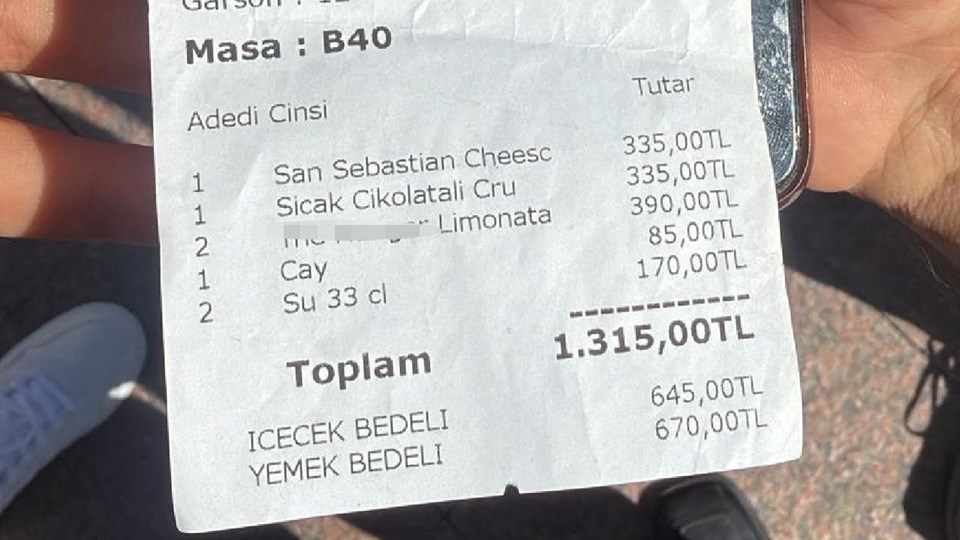 Garson :
Masa : B40
Adedi Cinsi Tutar
1 San Sebastian Cheesc 335,00TL
1 Sicak Cikolatali Cru 335,00TL
2 Limonata 390,00TL
1 Cay 85,00TL
2 Su 33 cl 170,00TL
------------
Toplam 1.315,00TL
ICECEK BEDELI 645,00TL
YEMEK BEDELI 670,00TL